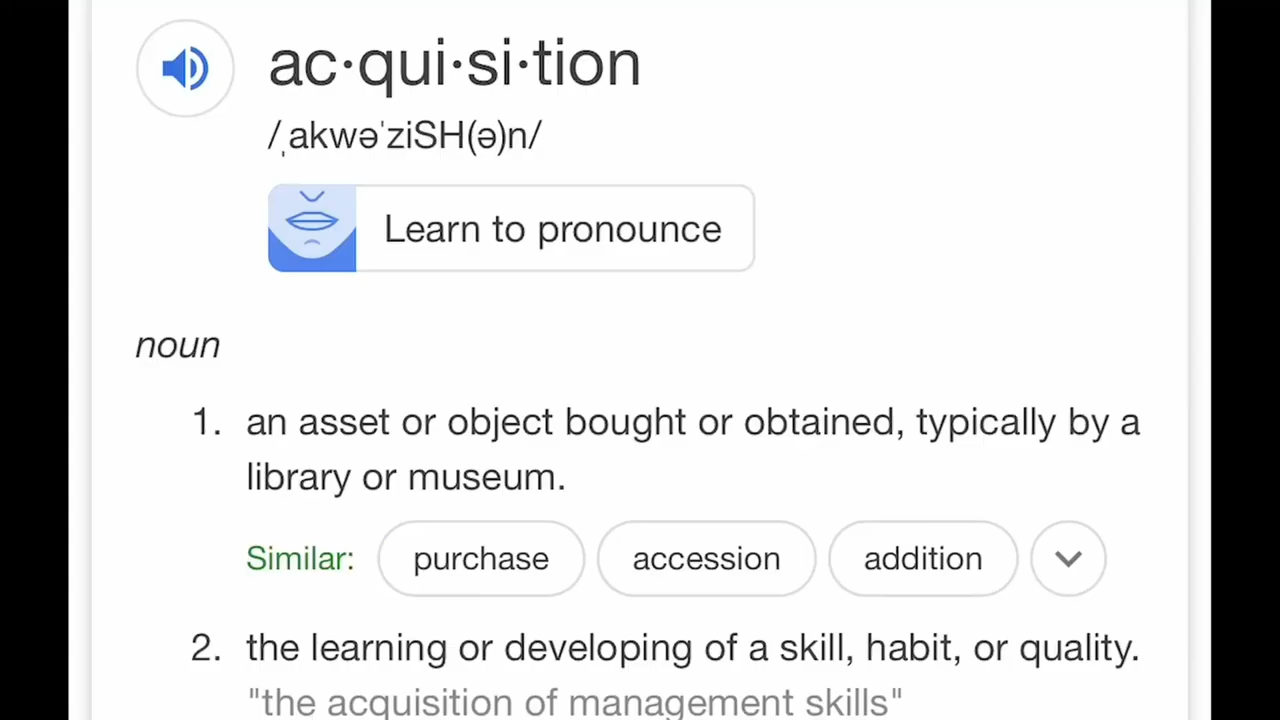 ac·qui·si·tion
/ˌakwəˈziSH(ə)n/
Learn to pronounce
noun
1. an asset or object bought or obtained, typically by a
library or museum.
Similar: purchase accession addition
2. the learning or developing of a skill, habit, or quality.
"the acquisition of management skills"